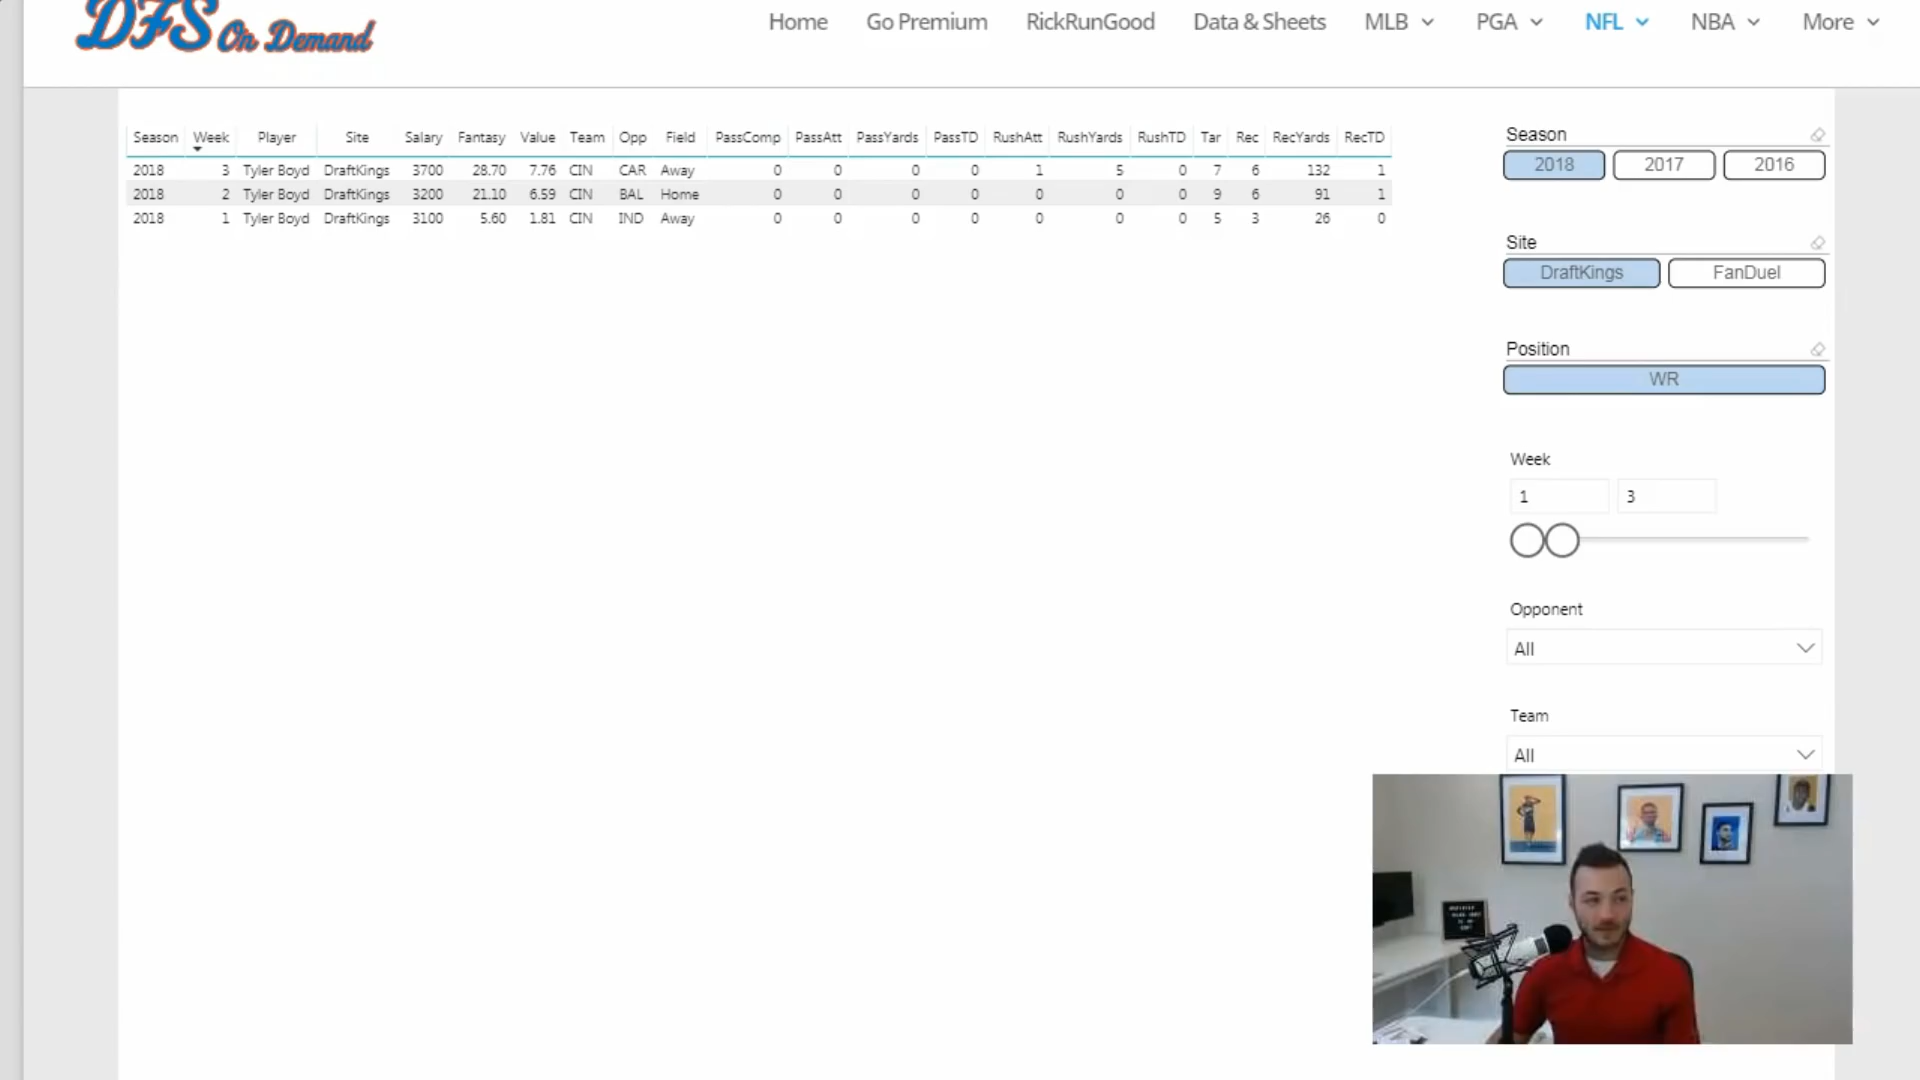 DFS On Demand
Home Go Premium RickRunGood Data & Sheets MLB PGA NFL NBA More
Season Week Player Site Salary Fantasy Value Team Opp Field PassComp PassAtt PassYards PassTD RushAtt RushYards RushTD Tar Rec RecYards RecTD
2018 3 Tyler Boyd DraftKings 3700 28.70 7.76 CIN CAR Away 0 0 0 0 1 5 0 7 6 132 1
2018 2 Tyler Boyd DraftKings 3200 21.10 6.59 CIN BAL Home 0 0 0 0 0 0 0 9 6 91 1
2018 1 Tyler Boyd DraftKings 3100 5.60 1.81 CIN IND Away 0 0 0 0 0 0 0 5 3 26 0
Season
2018 2017 2016
Site
DraftKings FanDuel
Position
WR
Week
1 3
Opponent
All
Team
All